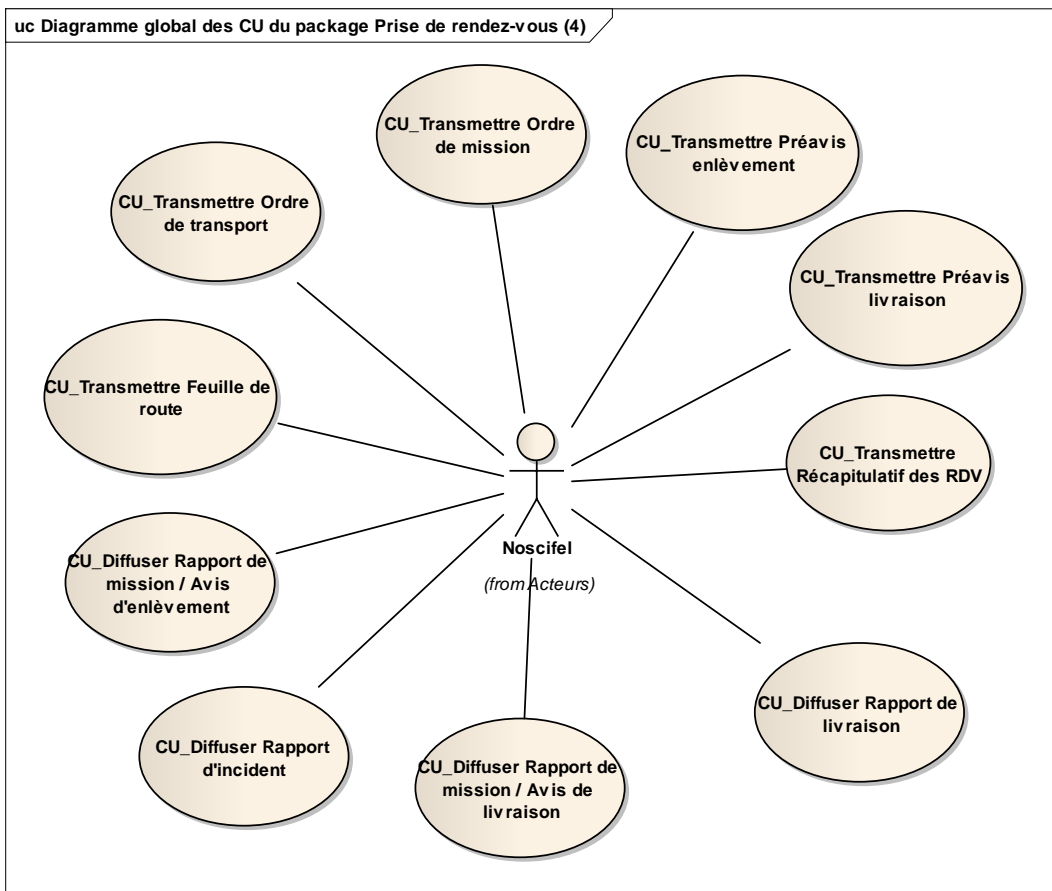 uc Diagramme global des CU du package Prise de rendez-vous (4)
CU_Transmettre Ordre
de mission
CU_Transmettre Préavis
enlèvement
CU_Transmettre Ordre
de transport
CU_Transmettre Préavis
livraison
CU_Transmettre Feuille de
route
CU_Transmettre
Récapitulatif des RDV
Noscifel
(from Acteurs)
CU_Diffuser Rapport de
mission / Avis
d'enlèvement
CU_Diffuser Rapport de
livraison
CU_Diffuser Rapport
d'incident
CU_Diffuser Rapport de
mission / Avis de
livraison